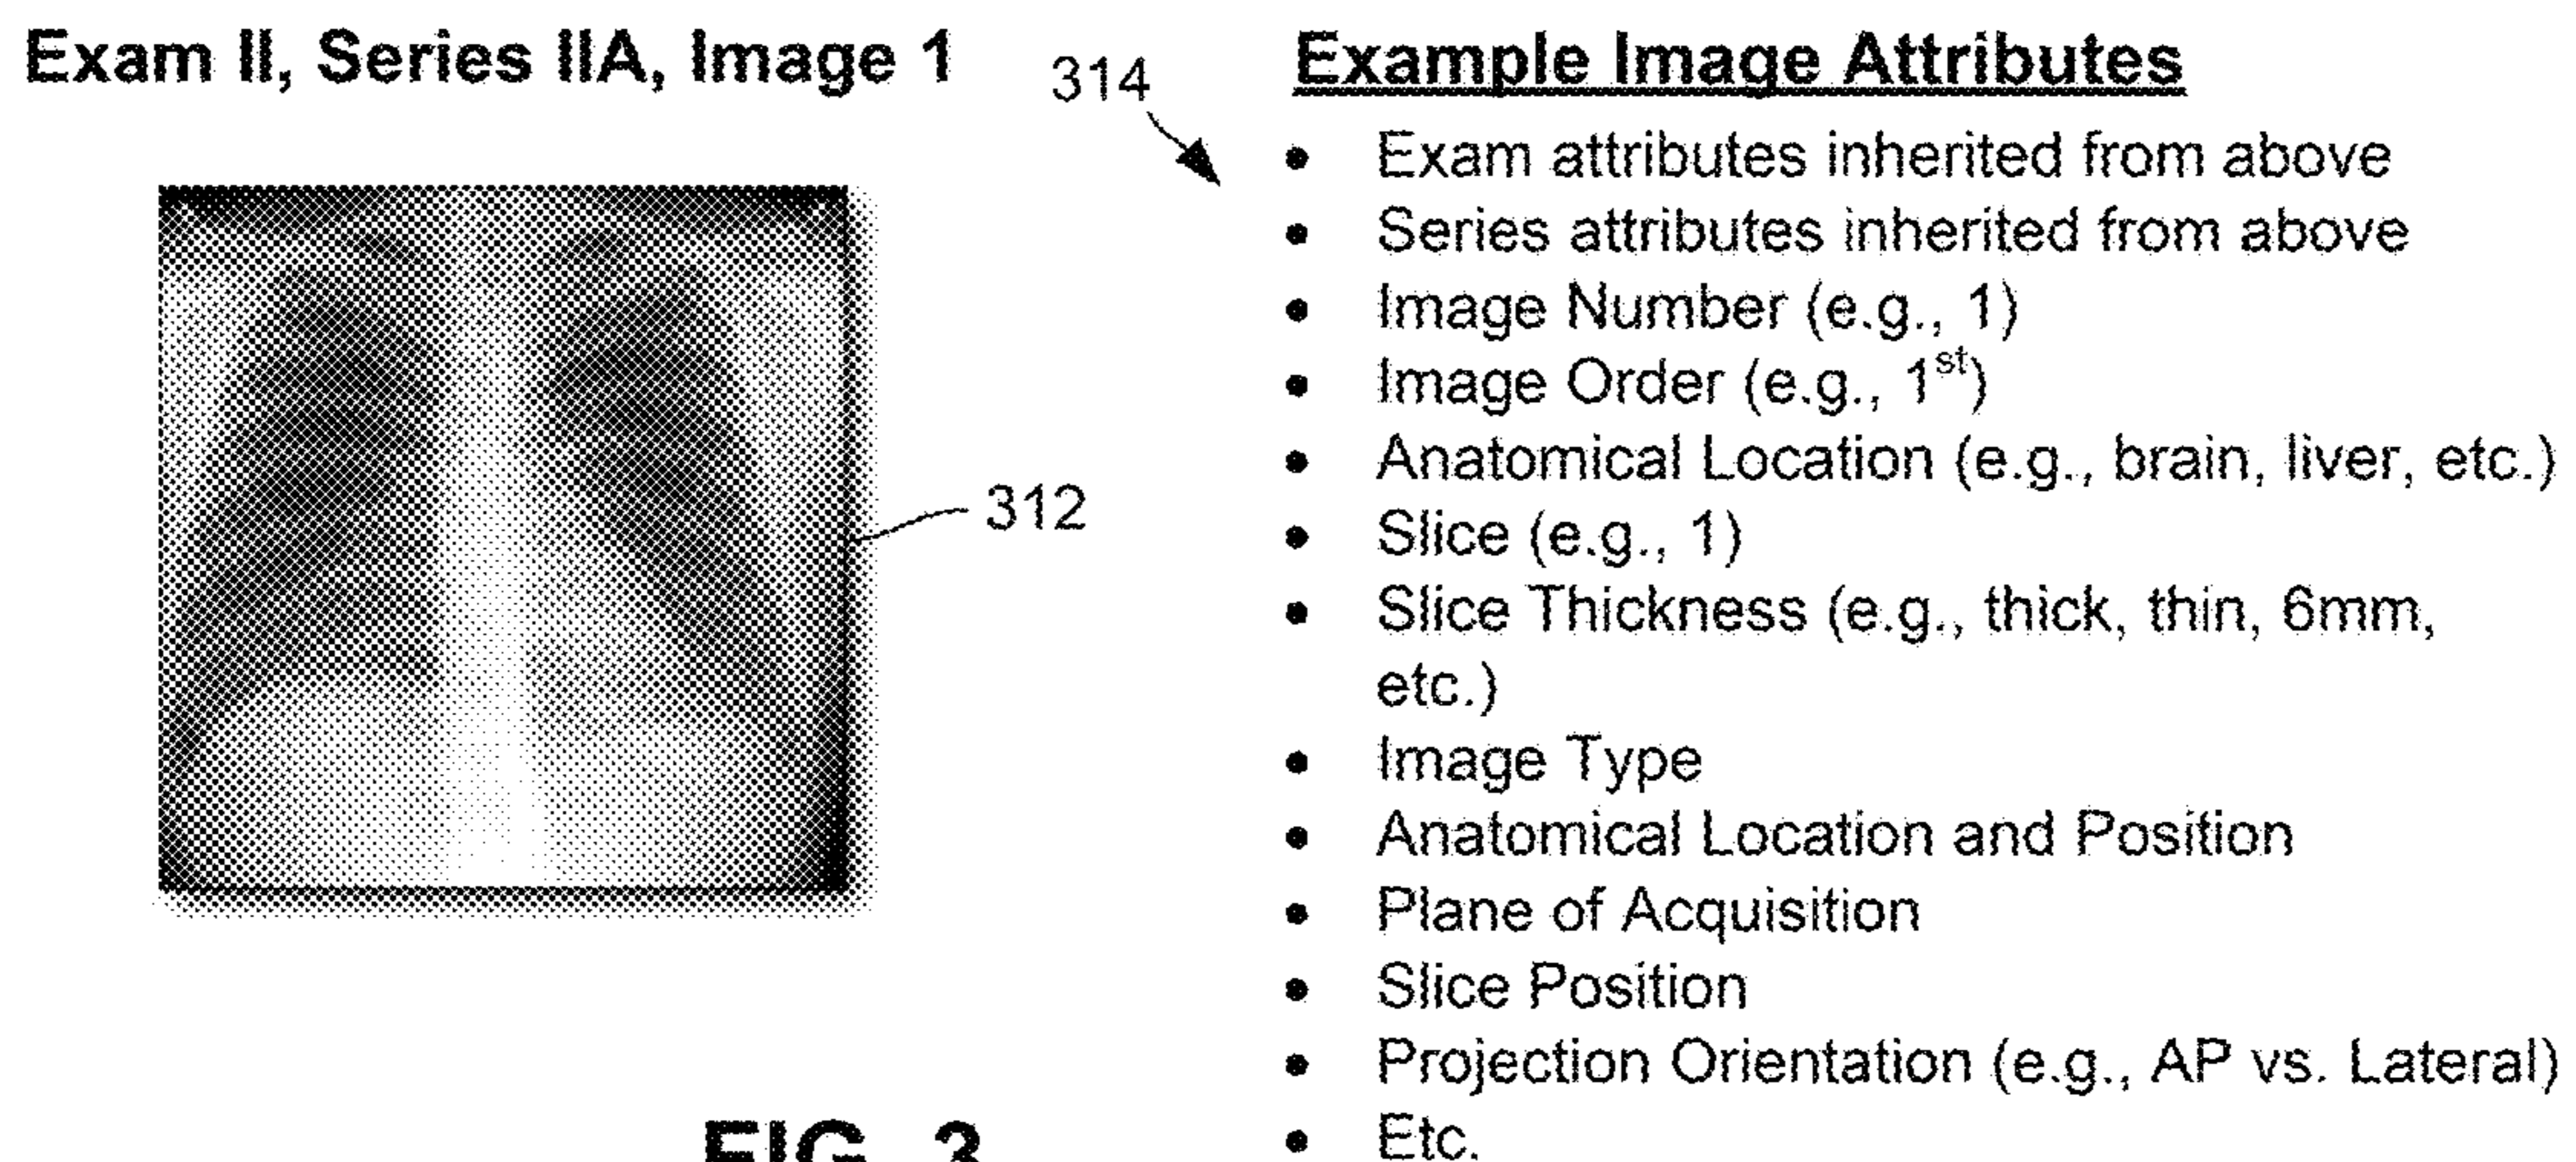 Exam II, Series IIA, Image 1
314
312
Example Image Attributes
• Exam attributes inherited from above
• Series attributes inherited from above
• Image Number (e.g., 1)
• Image Order (e.g., 1st)
• Anatomical Location (e.g., brain, liver, etc.)
• Slice (e.g., 1)
• Slice Thickness (e.g., thick, thin, 6mm,
etc.)
• Image Type
• Anatomical Location and Position
• Plane of Acquisition
• Slice Position
• Projection Orientation (e.g., AP vs. Lateral)
• Etc.
FIG. 3